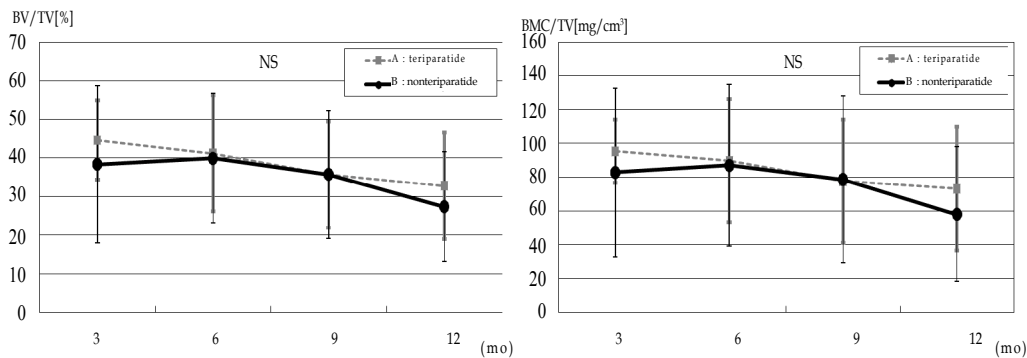 BV/TV[%]
70
60
50
40
30
20
10
0
NS
A : teriparatide
B : nonteriparatide
3
6
9
12
(mo)
BMC/TV[mg/cm³]
160
140
120
100
80
60
40
20
0
NS
A : teriparatide
B : nonteriparatide
3
6
9
12
(mo)